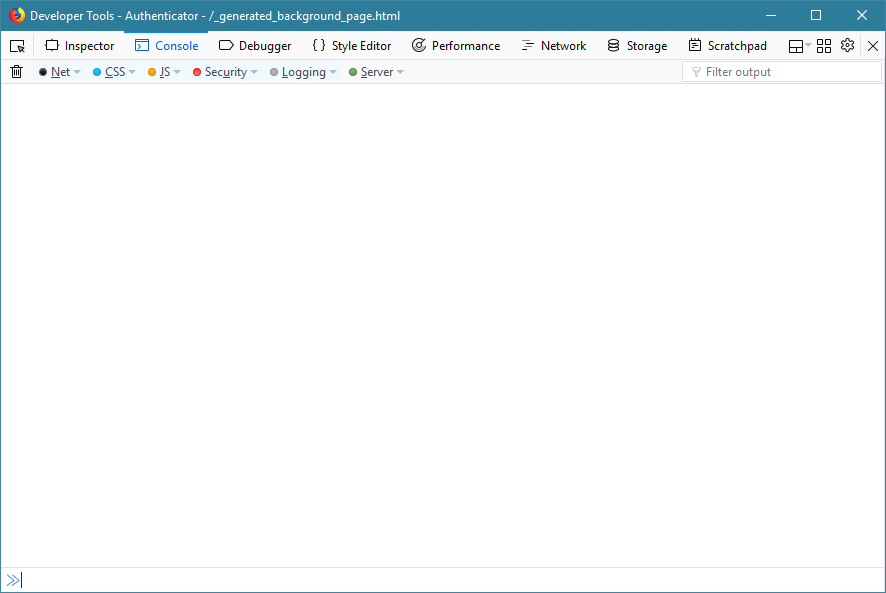 Developer Tools - Authenticator - /_generated_background_page.html
Inspector Console Debugger { } Style Editor Performance Network Storage Scratchpad
Net CSS JS Security Logging Server Filter output